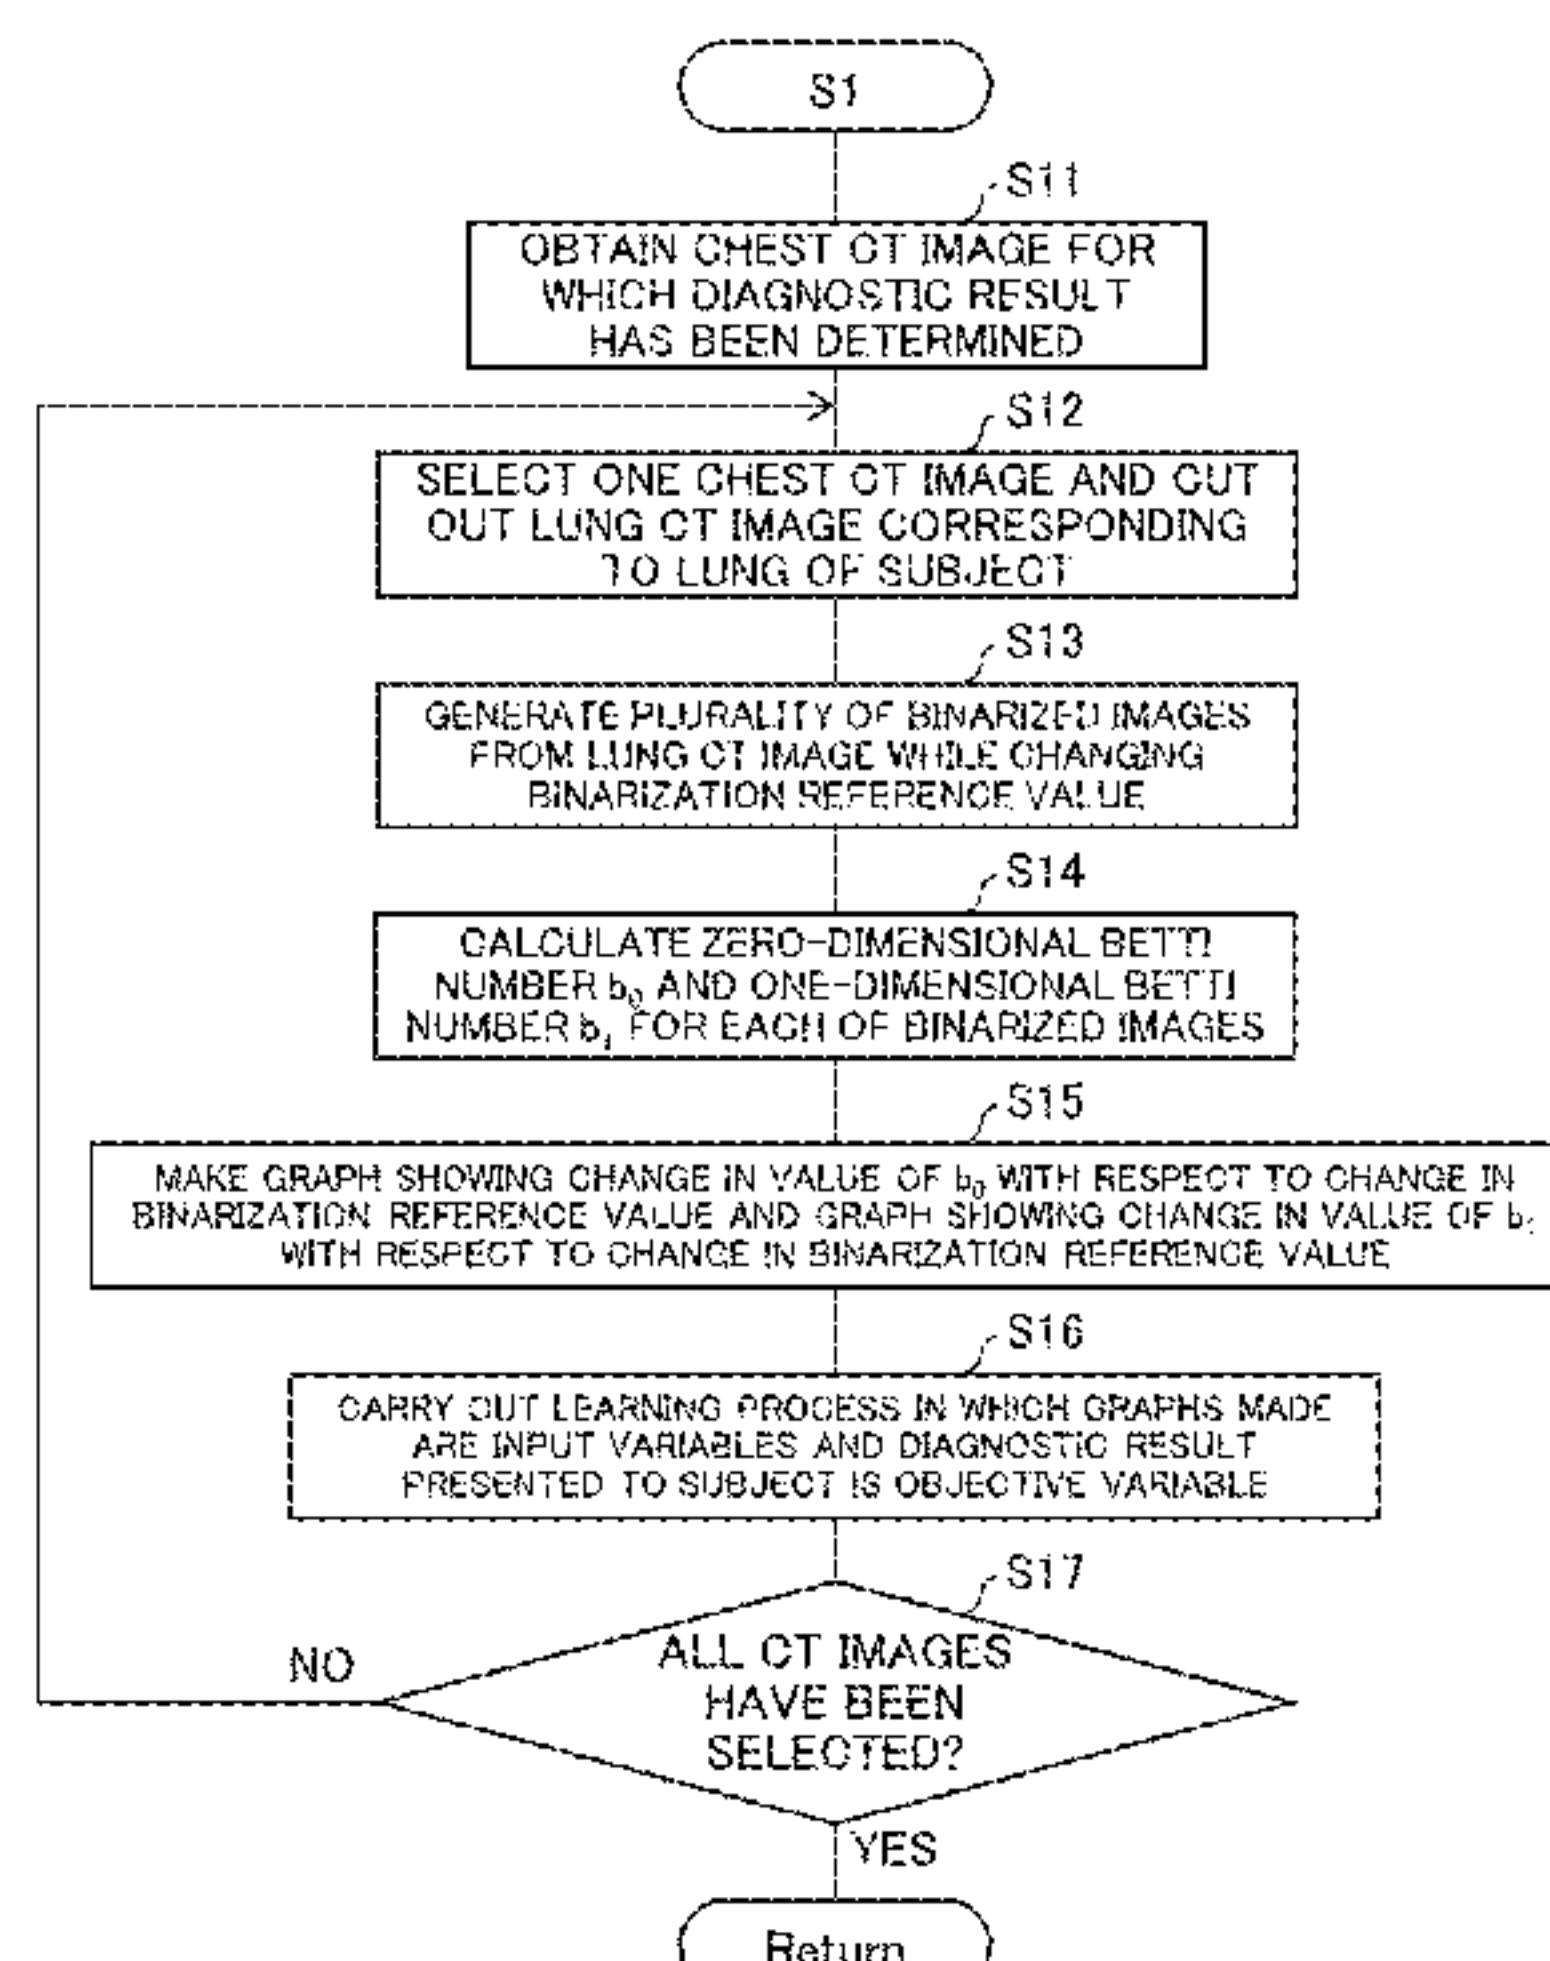 S1
S11
OBTAIN CHEST CT IMAGE FOR
WHICH DIAGNOSTIC RESULT
HAS BEEN DETERMINED
S12
SELECT ONE CHEST CT IMAGE AND CUT
OUT LUNG CT IMAGE CORRESPONDING
TO LUNG OF SUBJECT
S13
GENERATE PLURALITY OF BINARIZED IMAGES
FROM LUNG CT IMAGE WHILE CHANGING
BINARIZATION REFERENCE VALUE
S14
CALCULATE ZERO-DIMENSIONAL BETTI
NUMBER b₀ AND ONE-DIMENSIONAL BETTI
NUMBER b₁ FOR EACH OF BINARIZED IMAGES
S15
MAKE GRAPH SHOWING CHANGE IN VALUE OF b₀ WITH RESPECT TO CHANGE IN
BINARIZATION REFERENCE VALUE AND GRAPH SHOWING CHANGE IN VALUE OF b₁
WITH RESPECT TO CHANGE IN BINARIZATION REFERENCE VALUE
S16
CARRY OUT LEARNING PROCESS IN WHICH GRAPHS MADE
ARE INPUT VARIABLES AND DIAGNOSTIC RESULT
PRESENTED TO SUBJECT IS OBJECTIVE VARIABLE
S17
ALL CT IMAGES
HAVE BEEN
SELECTED?
NO
YES
Return